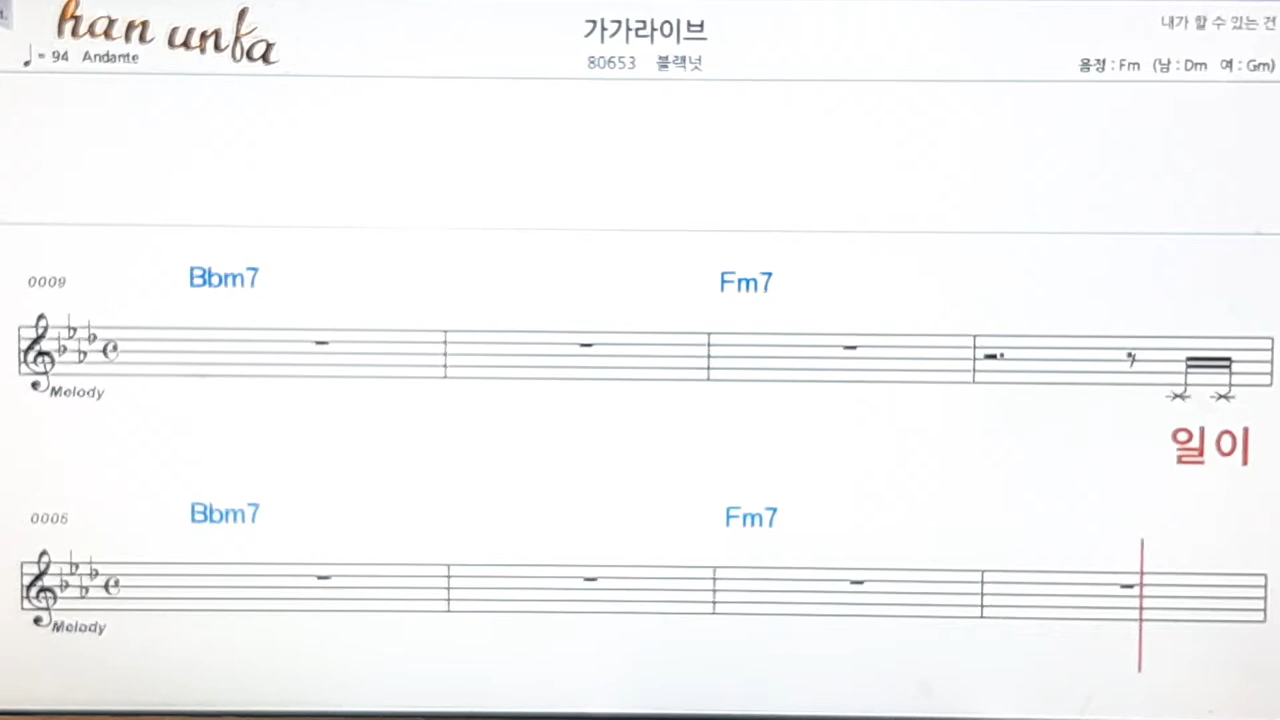 han unfa
♩= 94 Andante
가가라이브
80653 블랙넛
내가 할 수 있는 건
음정 : Fm (남 : Dm 여 : Gm)
0009
Bbm7 Fm7
Melody
일이
0005
Bbm7 Fm7
Melody